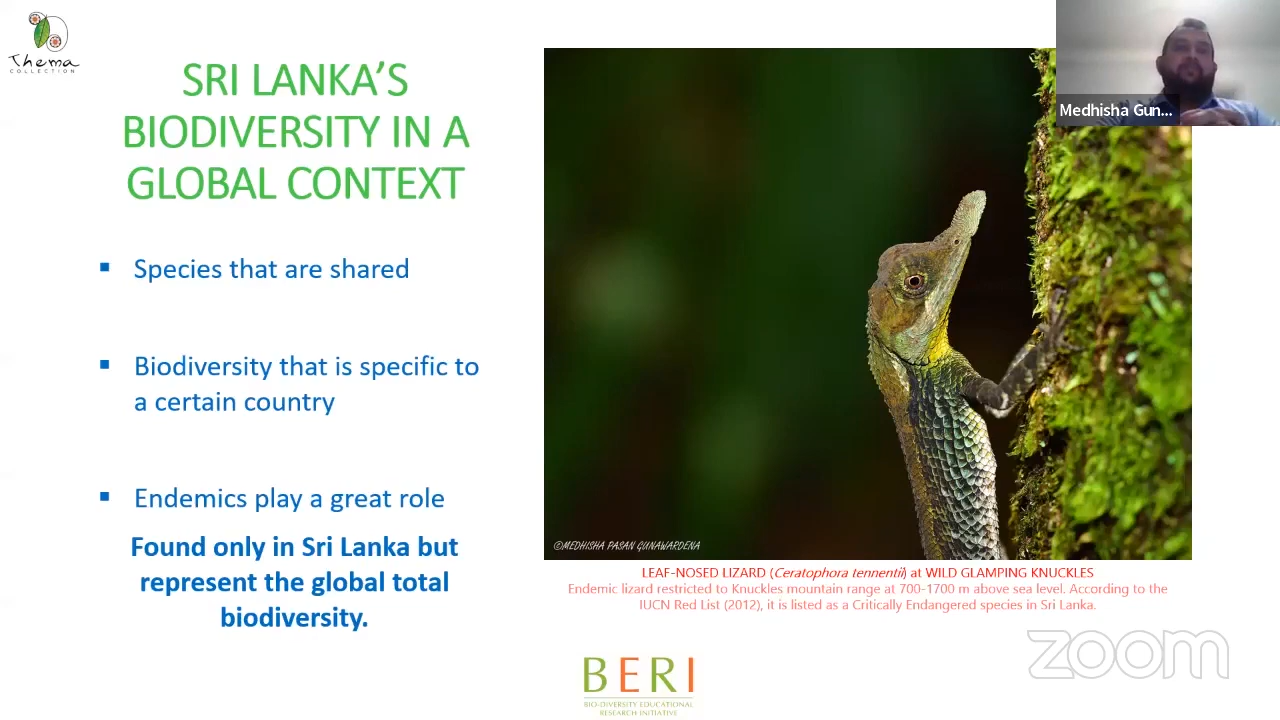 Thema
COLLECTION
SRI LANKA'S
BIODIVERSITY IN A
GLOBAL CONTEXT
▪ Species that are shared
▪ Biodiversity that is specific to
a certain country
▪ Endemics play a great role
Found only in Sri Lanka but
represent the global total
biodiversity.
Medhisha Gun...
©MEDHISHA PASAN GUNAWARDENA
LEAF-NOSED LIZARD (Ceratophora tennentii) at WILD GLAMPING KNUCKLES
Endemic lizard restricted to Knuckles mountain range at 700-1700 m above sea level. According to the
IUCN Red List (2012), it is listed as a Critically Endangered species in Sri Lanka.
zoom
BERI
BIO-DIVERSITY EDUCATIONAL
RESEARCH INITIATIVE